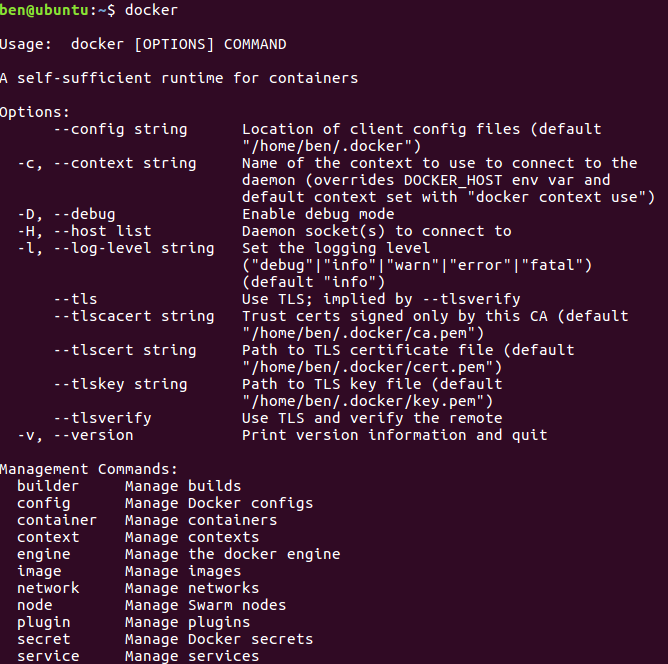 ben@ubuntu:~$ docker
Usage:  docker [OPTIONS] COMMAND
A self-sufficient runtime for containers
Options:
      --config string      Location of client config files (default
                           "/home/ben/.docker")
  -c, --context string     Name of the context to use to connect to the
                           daemon (overrides DOCKER_HOST env var and
                           default context set with "docker context use")
  -D, --debug              Enable debug mode
  -H, --host list          Daemon socket(s) to connect to
  -l, --log-level string   Set the logging level
                           ("debug"|"info"|"warn"|"error"|"fatal")
                           (default "info")
      --tls                Use TLS; implied by --tlsverify
      --tlscacert string   Trust certs signed only by this CA (default
                           "/home/ben/.docker/ca.pem")
      --tlscert string     Path to TLS certificate file (default
                           "/home/ben/.docker/cert.pem")
      --tlskey string      Path to TLS key file (default
                           "/home/ben/.docker/key.pem")
      --tlsverify          Use TLS and verify the remote
  -v, --version            Print version information and quit
Management Commands:
  builder     Manage builds
  config      Manage Docker configs
  container   Manage containers
  context     Manage contexts
  engine      Manage the docker engine
  image       Manage images
  network     Manage networks
  node        Manage Swarm nodes
  plugin      Manage plugins
  secret      Manage Docker secrets
  service     Manage services